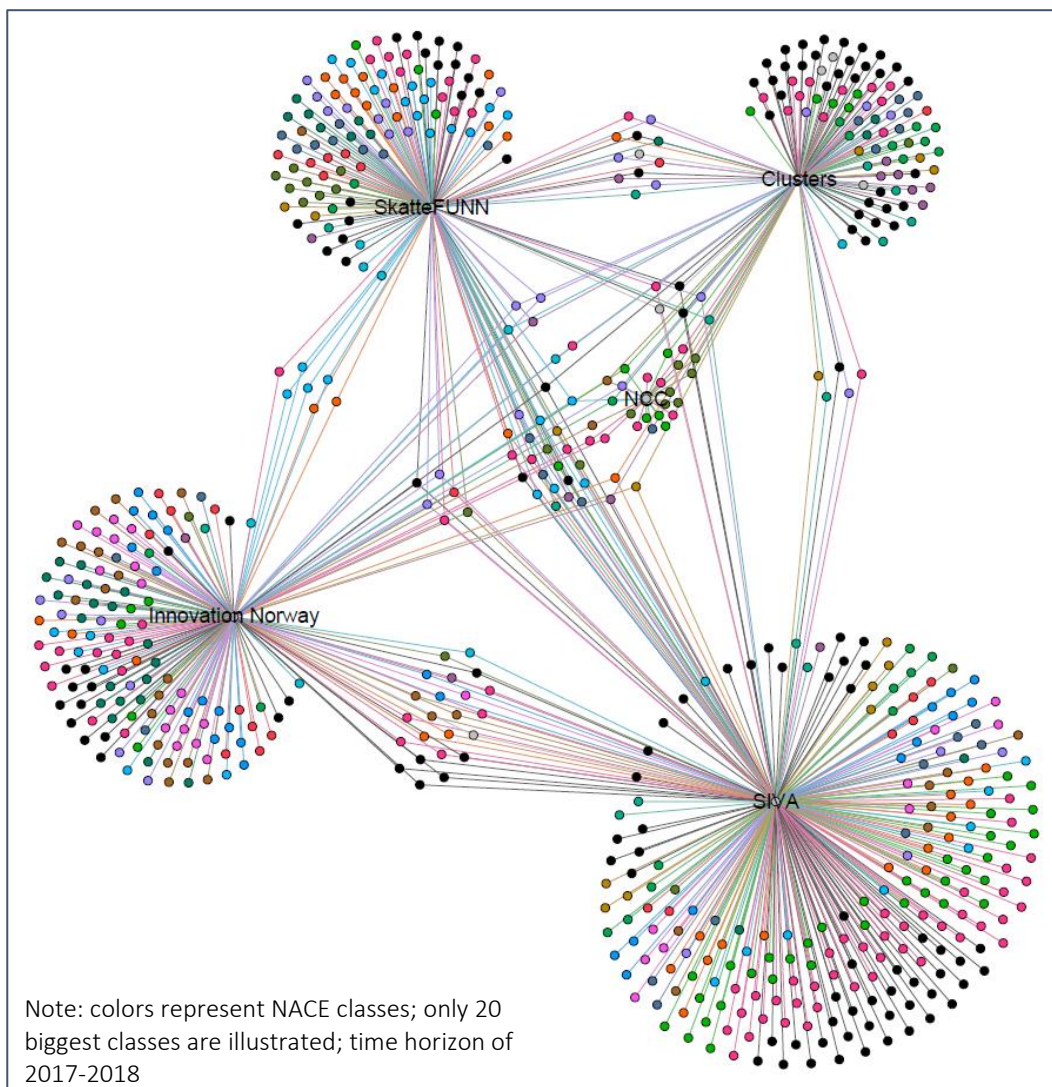 Clusters
SkatteFUNN
NCC
Innovation Norway
SIVA
Note: colors represent NACE classes; only 20
biggest classes are illustrated; time horizon of
2017-2018